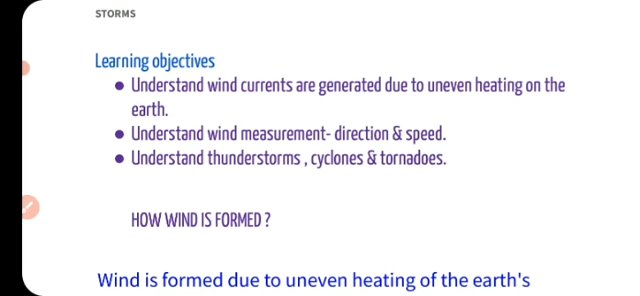 STORMS
Learning objectives
● Understand wind currents are generated due to uneven heating on the
earth.
● Understand wind measurement- direction & speed.
● Understand thunderstorms , cyclones & tornadoes.
HOW WIND IS FORMED ?
Wind is formed due to uneven heating of the earth's